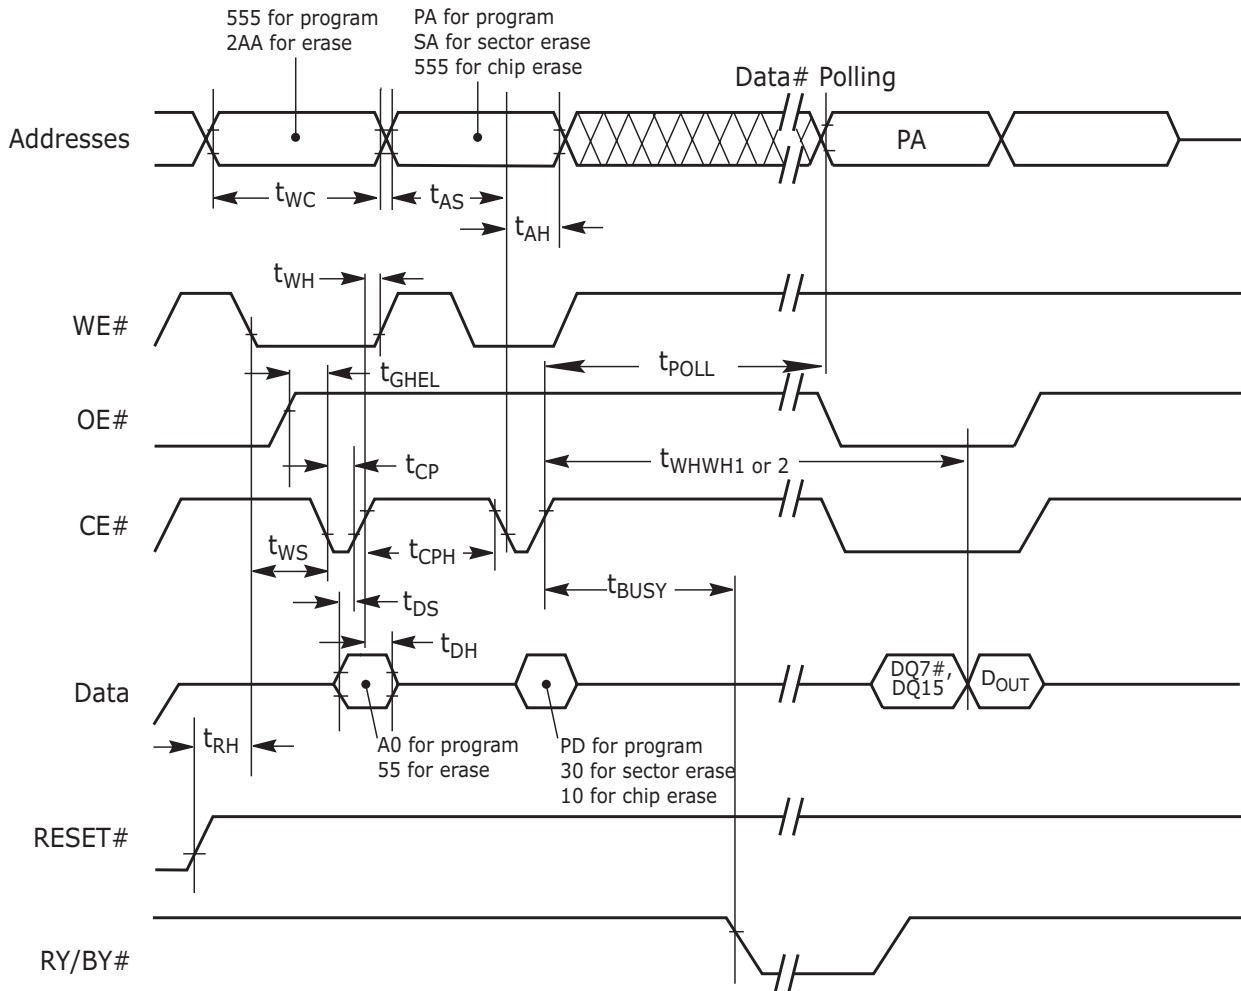 555 for program
2AA for erase
PA for program
SA for sector erase
555 for chip erase
Data# Polling
Addresses
PA
tWC
tAS
tAH
tWH
WE#
tPOLL
tGHEL
OE#
tWHWH1 or 2
tCP
CE#
tWS
tCPH
tBUSY
tDS
tDH
Data
DQ7#,
DQ15
DOUT
tRH
A0 for program
55 for erase
PD for program
30 for sector erase
10 for chip erase
RESET#
RY/BY#